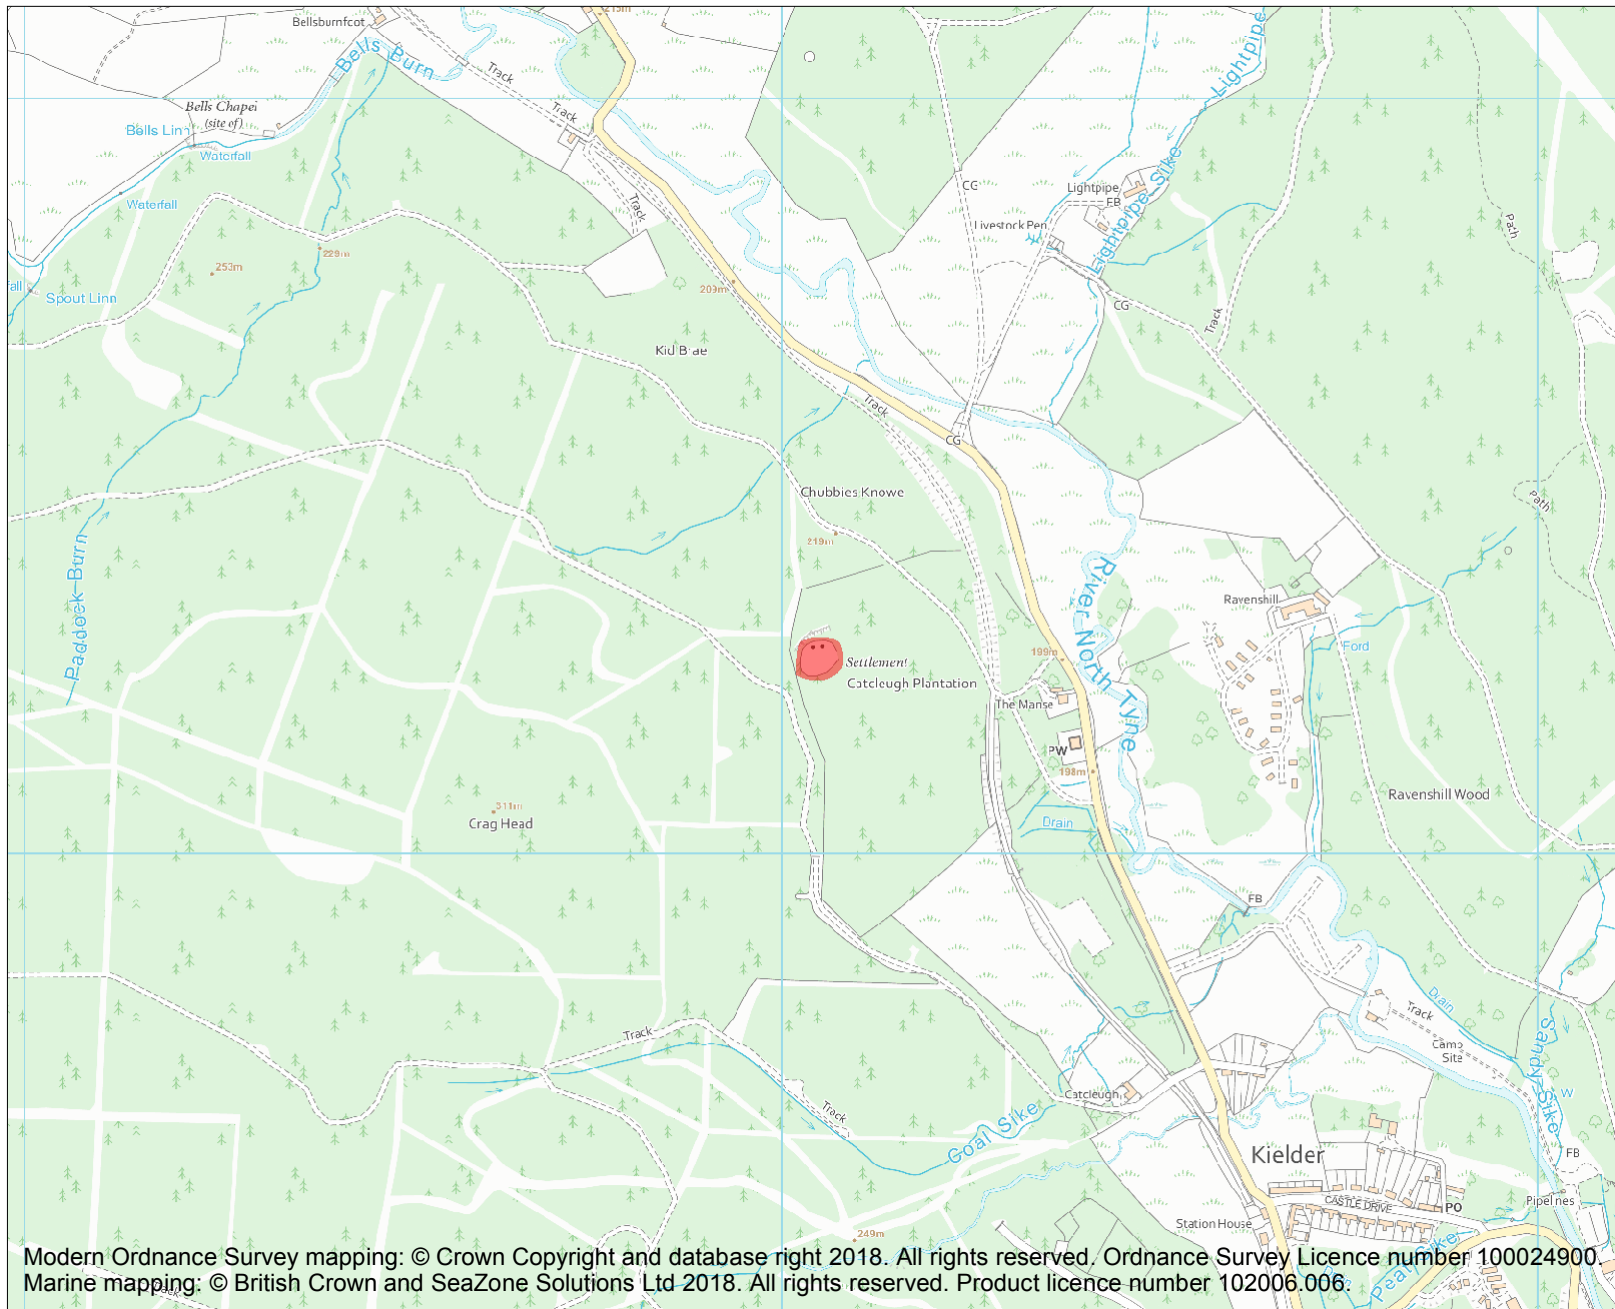 215m
Bellsburnfoot
Bells Burn
Track
Lightpipe
Track
Bells Chapel
(site of)
Bells Linn
Waterfall
Lightpipe Sike
CG
Lightpipe
FB
Waterfall
Track
Livestock Pen
Path
229m
253m
Spout Linn
209m
CG
Track
Kid Brae
Track
CG
Chubbies Knowe
Path
219m
Paddock Burn
River North Tyne
Ravenshill
Ford
199m
Settlement
Catcleugh Plantation
The Manse
PW
198m
Ravenshill Wood
311m
Crag Head
Drain
FB
Drain
Track
Track
Camp
Site
Sandy Sike
Catcleugh
W
Track
Coal Sike
Kielder
FB
CASTLE DRIVE
PO
Pipelines
Station House
249m
Peat Sike
Modern Ordnance Survey mapping: © Crown Copyright and database right 2018. All rights reserved. Ordnance Survey Licence number 100024900.
Marine mapping: © British Crown and SeaZone Solutions Ltd 2018. All rights reserved. Product licence number 102006.006.